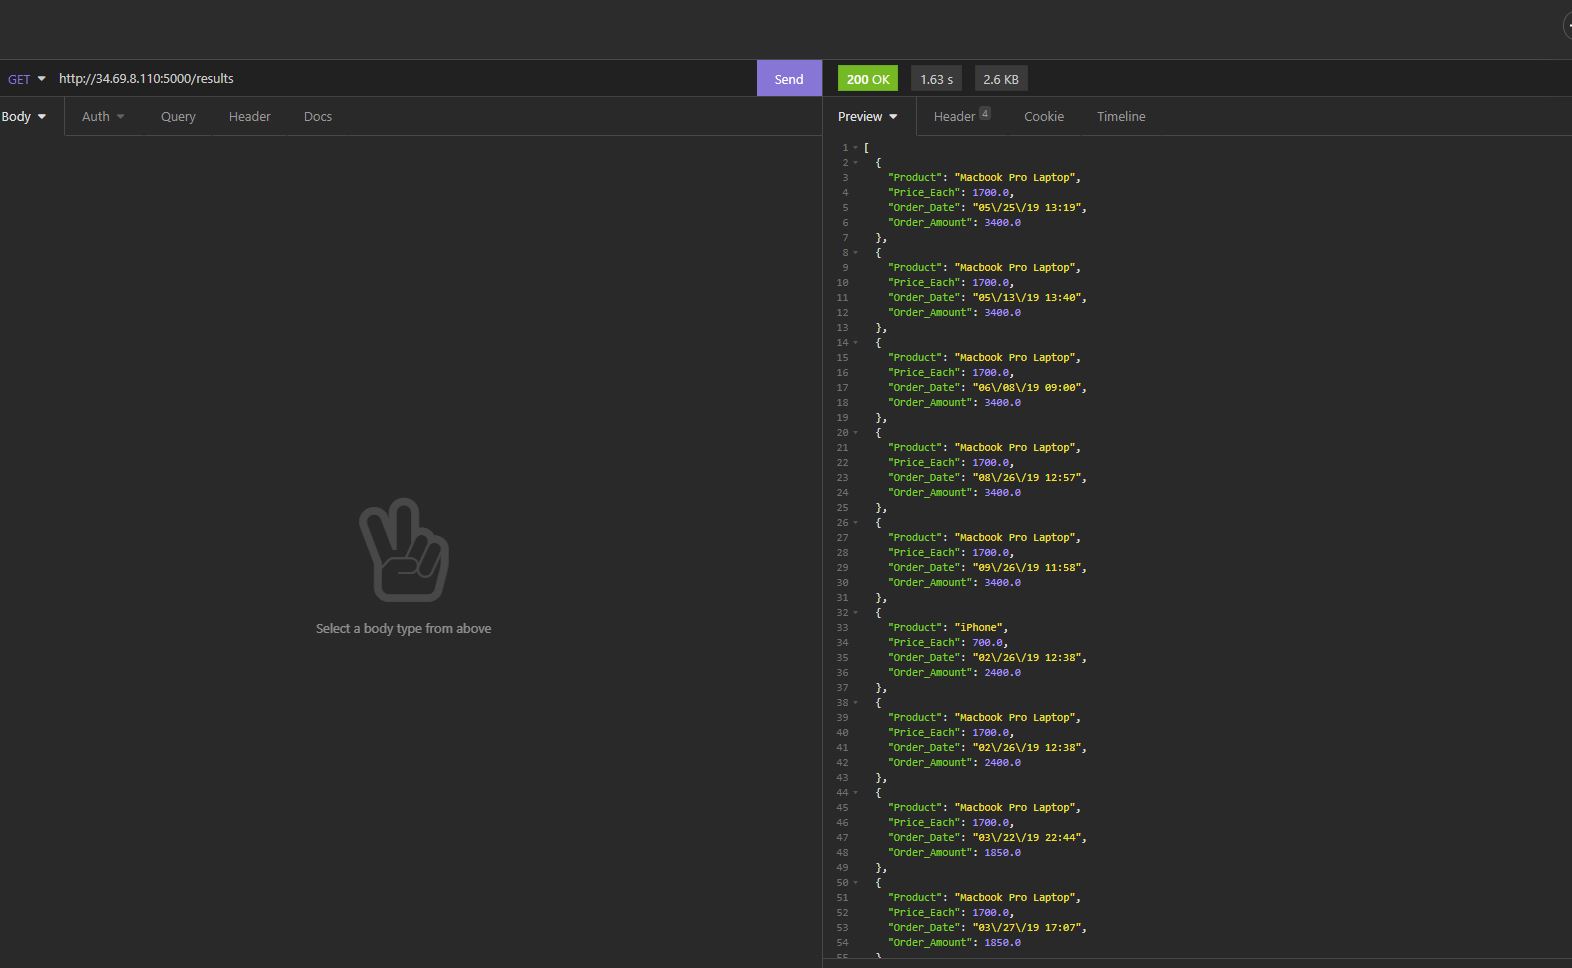 GET http://34.69.8.110:5000/results Send 200 OK 1.63 s 2.6 KB
Body Auth Query Header Docs Preview Header 4 Cookie Timeline
Select a body type from above
1 [
2 {
3 "Product": "Macbook Pro Laptop",
4 "Price_Each": 1700.0,
5 "Order_Date": "05\/25\/19 13:19",
6 "Order_Amount": 3400.0
7 },
8 {
9 "Product": "Macbook Pro Laptop",
10 "Price_Each": 1700.0,
11 "Order_Date": "05\/13\/19 13:40",
12 "Order_Amount": 3400.0
13 },
14 {
15 "Product": "Macbook Pro Laptop",
16 "Price_Each": 1700.0,
17 "Order_Date": "06\/08\/19 09:00",
18 "Order_Amount": 3400.0
19 },
20 {
21 "Product": "Macbook Pro Laptop",
22 "Price_Each": 1700.0,
23 "Order_Date": "08\/26\/19 12:57",
24 "Order_Amount": 3400.0
25 },
26 {
27 "Product": "Macbook Pro Laptop",
28 "Price_Each": 1700.0,
29 "Order_Date": "09\/26\/19 11:58",
30 "Order_Amount": 3400.0
31 },
32 {
33 "Product": "iPhone",
34 "Price_Each": 700.0,
35 "Order_Date": "02\/26\/19 12:38",
36 "Order_Amount": 2400.0
37 },
38 {
39 "Product": "Macbook Pro Laptop",
40 "Price_Each": 1700.0,
41 "Order_Date": "02\/26\/19 12:38",
42 "Order_Amount": 2400.0
43 },
44 {
45 "Product": "Macbook Pro Laptop",
46 "Price_Each": 1700.0,
47 "Order_Date": "03\/22\/19 22:44",
48 "Order_Amount": 1850.0
49 },
50 {
51 "Product": "Macbook Pro Laptop",
52 "Price_Each": 1700.0,
53 "Order_Date": "03\/27\/19 17:07",
54 "Order_Amount": 1850.0
55 }